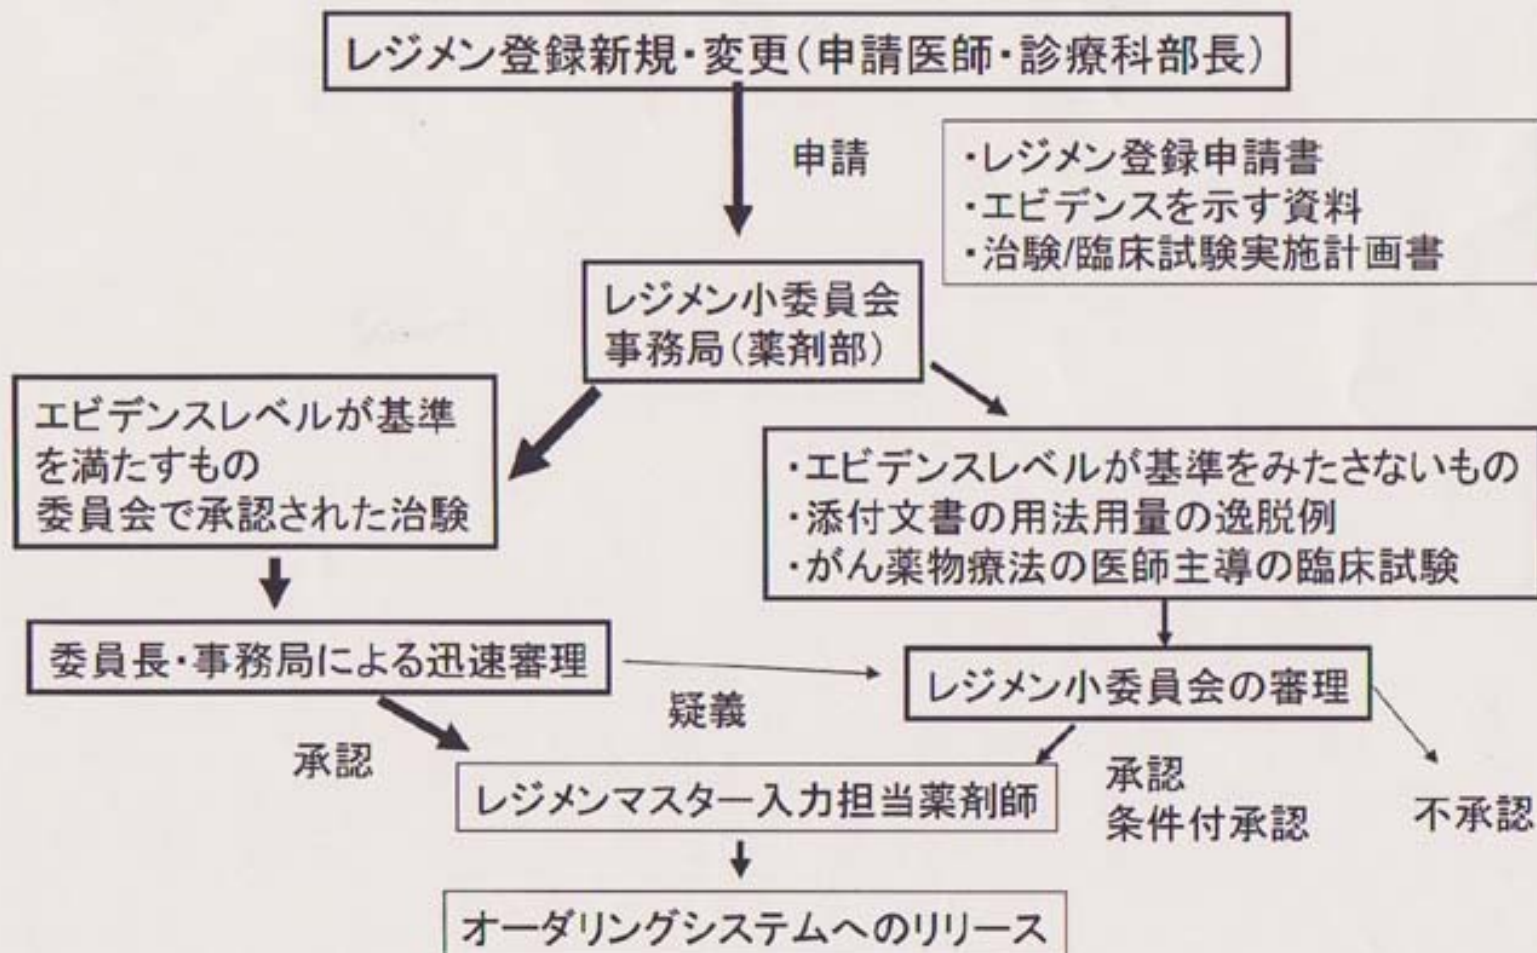 レジメン登録新規・変更(申請医師・診療科部長)
申請
・レジメン登録申請書
・エビデンスを示す資料
・治験/臨床試験実施計画書
レジメン小委員会
事務局(薬剤部)
エビデンスレベルが基準
を満たすもの
委員会で承認された治験
・エビデンスレベルが基準をみたさないもの
・添付文書の用法用量の逸脱例
・がん薬物療法の医師主導の臨床試験
委員長・事務局による迅速審理
疑義
レジメン小委員会の審理
承認
レジメンマスター入力担当薬剤師
承認
条件付承認
不承認
オーダリングシステムへのリリース